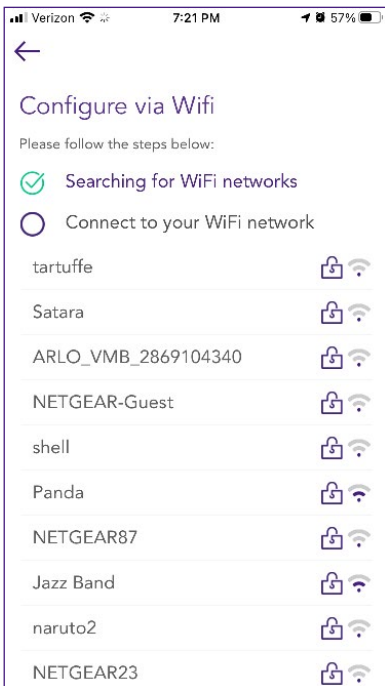 Verizon 7:21 PM 57%
Configure via Wifi
Please follow the steps below:
Searching for WiFi networks
Connect to your WiFi network
tartuffe
Satara
ARLO_VMB_2869104340
NETGEAR-Guest
shell
Panda
NETGEAR87
Jazz Band
naruto2
NETGEAR23